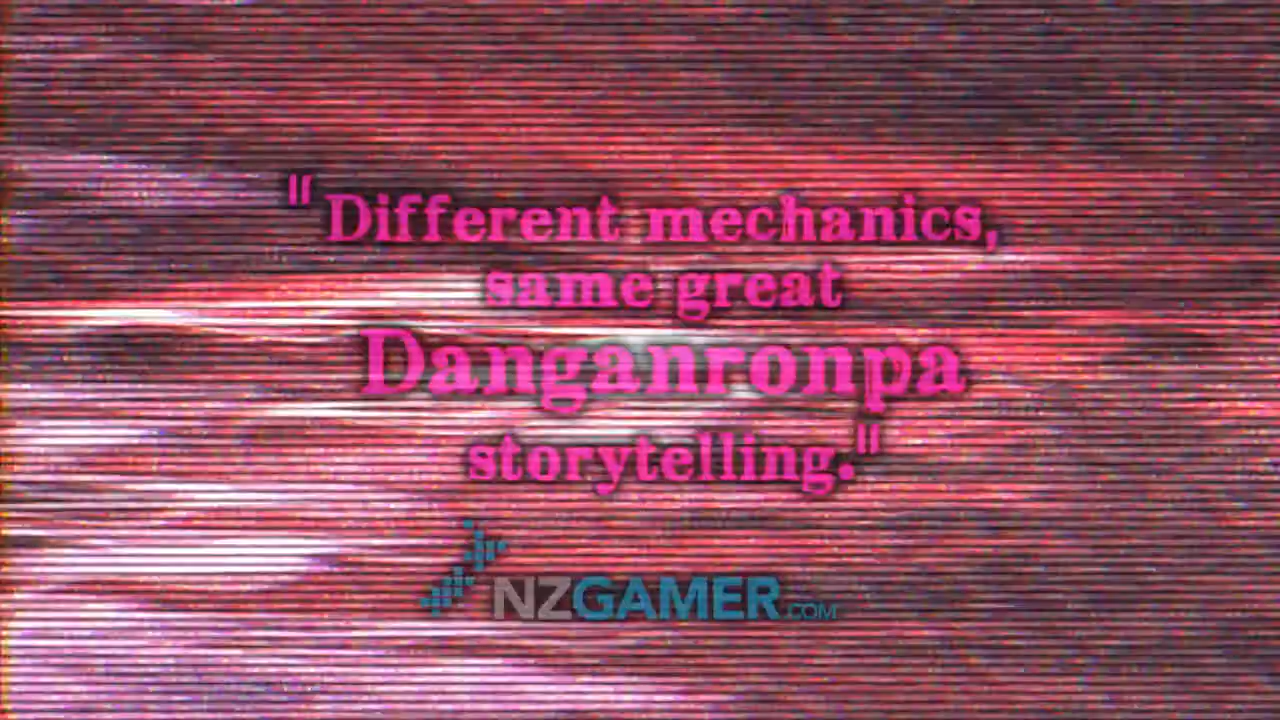 "Different mechanics,
same great
Danganronpa
storytelling."
NZGAMER.COM